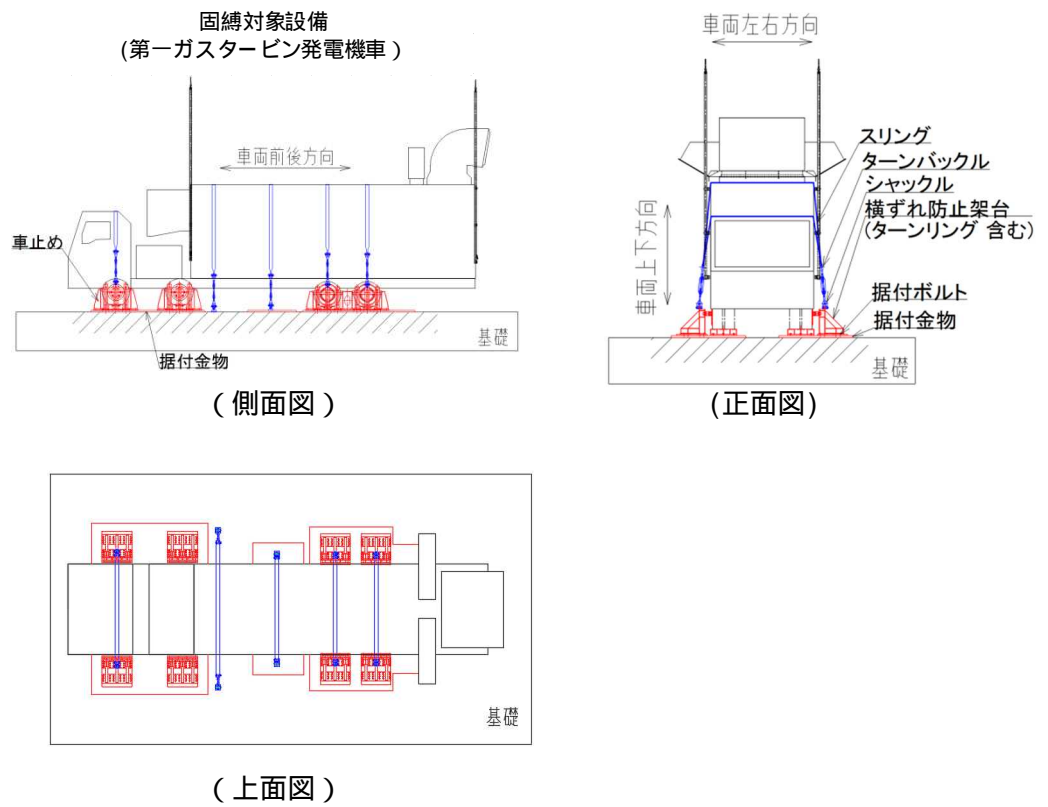 固縛対象設備
(第一ガスタービン発電機車)
車両前後方向
車止め
基礎
据付金物
(側面図)
車両左右方向
車両上下方向
スリング
ターンバックル
シャックル
横ずれ防止架台
(ターンリング 含む)
据付ボルト
据付金物
基礎
(正面図)
基礎
(上面図)